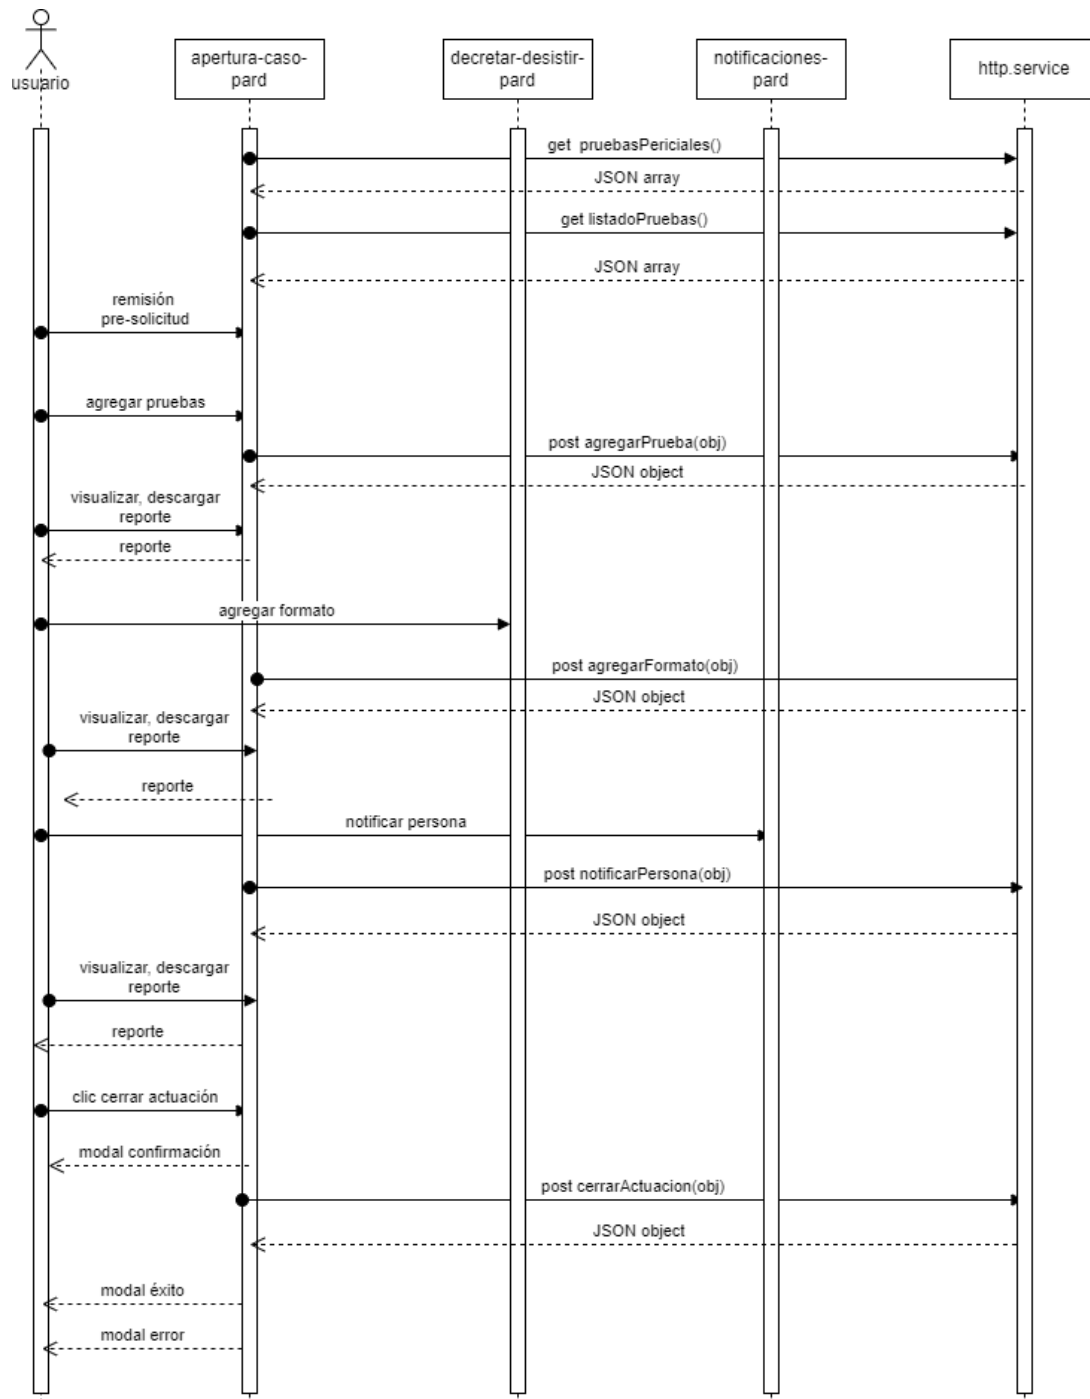 usuario
apertura-caso-
pard
decretar-desistir-
pard
notificaciones-
pard
http.service
get pruebasPericiales()
JSON array
get listadoPruebas()
JSON array
remisión
pre-solicitud
agregar pruebas
post agregarPrueba(obj)
JSON object
visualizar, descargar
reporte
reporte
agregar formato
post agregarFormato(obj)
JSON object
visualizar, descargar
reporte
reporte
notificar persona
post notificarPersona(obj)
JSON object
visualizar, descargar
reporte
reporte
clic cerrar actuación
modal confirmación
post cerrarActuacion(obj)
JSON object
modal éxito
modal error